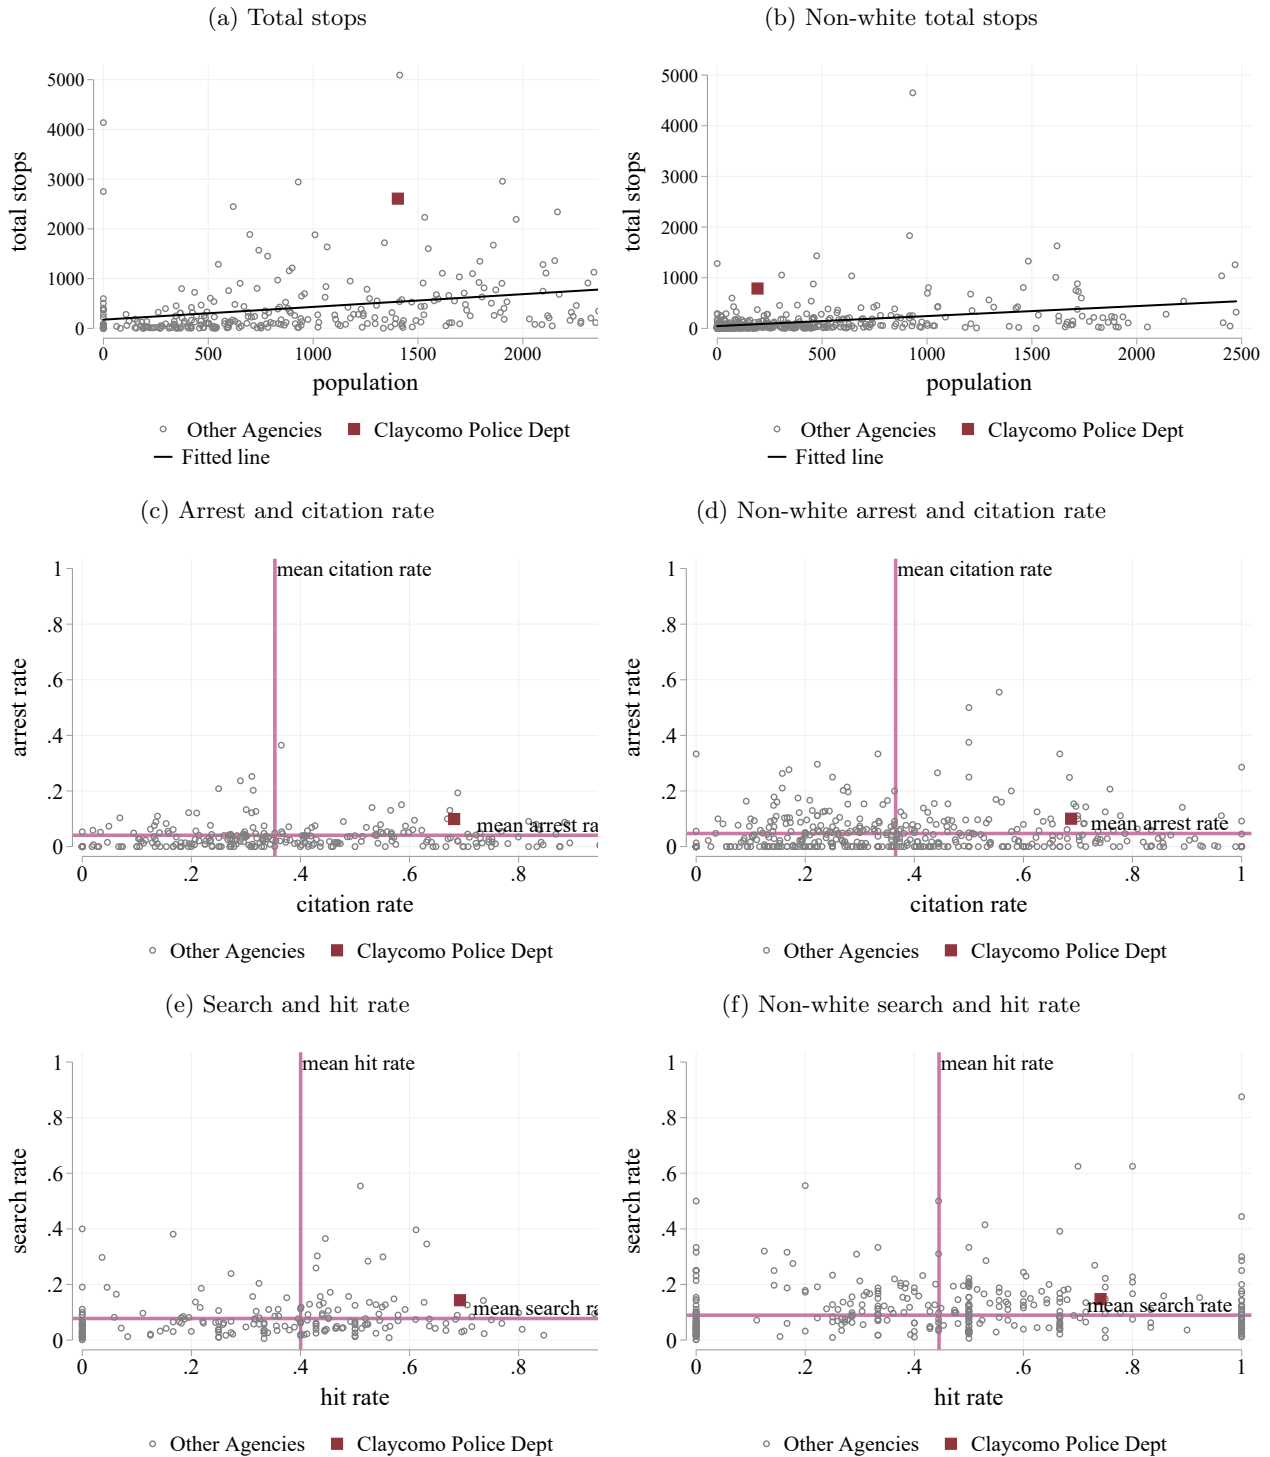 (a) Total stops
total stops
5000
4000
3000
2000
1000
0
0 500 1000 1500 2000
population
Other Agencies Claycomo Police Dept
Fitted line
(b) Non-white total stops
total stops
5000
4000
3000
2000
1000
0
0 500 1000 1500 2000 2500
population
Other Agencies Claycomo Police Dept
Fitted line
(c) Arrest and citation rate
mean citation rate
arrest rate
1
.8
.6
.4
.2
0
mean arrest ra
0 .2 .4 .6 .8
citation rate
Other Agencies Claycomo Police Dept
(d) Non-white arrest and citation rate
mean citation rate
arrest rate
1
.8
.6
.4
.2
0
mean arrest rate
0 .2 .4 .6 .8 1
citation rate
Other Agencies Claycomo Police Dept
(e) Search and hit rate
mean hit rate
search rate
1
.8
.6
.4
.2
0
mean search ra
0 .2 .4 .6 .8
hit rate
Other Agencies Claycomo Police Dept
(f) Non-white search and hit rate
mean hit rate
search rate
1
.8
.6
.4
.2
0
mean search rate
0 .2 .4 .6 .8 1
hit rate
Other Agencies Claycomo Police Dept